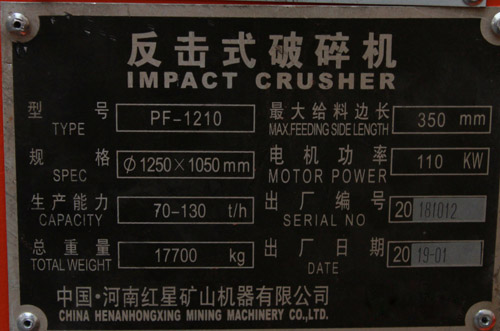 反击式破碎机
IMPACT CRUSHER
型号 PF-1210 最大给料边长 350 mm
TYPE MAX.FEEDING SIDE LENGTH
规格 Φ1250×1050mm 电机功率 110 KW
SPEC MOTOR POWER
生产能力 70-130 t/h 出厂编号 20181012
CAPACITY SERIAL NO
总重量 17700 kg 出厂日期 2019-01
TOTAL WEIGHT DATE
中国·河南红星矿山机器有限公司
CHINA HENANHONGXING MINING MACHINERY CO.,LTD.